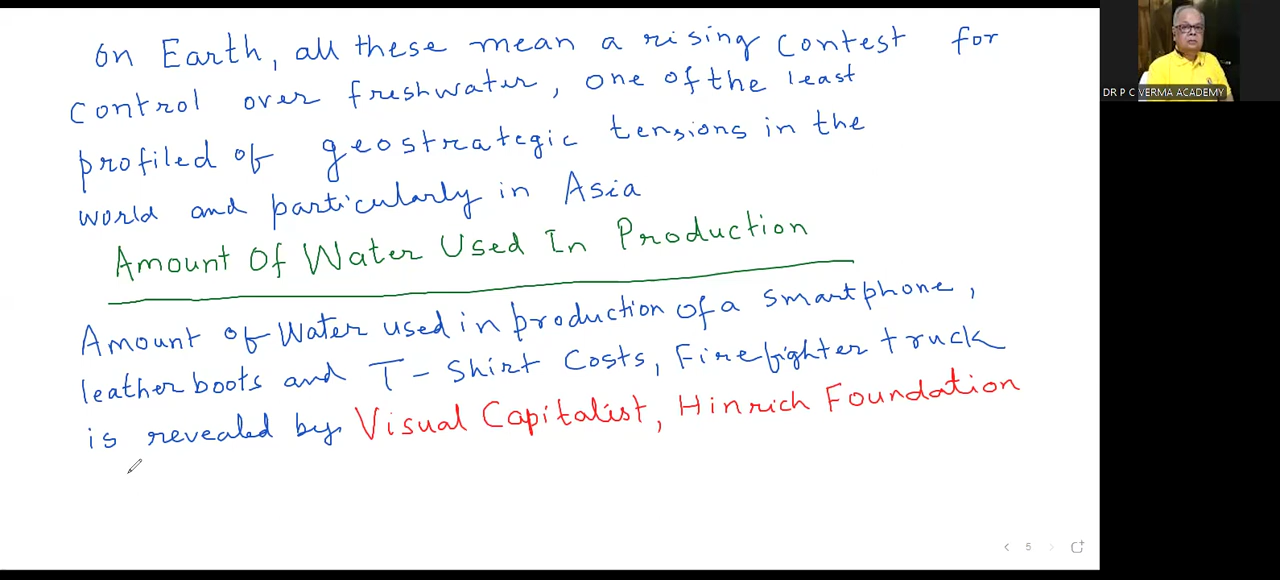 On Earth, all these mean a rising contest for
control over freshwater, one of the least
profiled of geostrategic tensions in the
world and particularly in Asia
Amount Of Water Used In Production
Amount of Water used in production of a smartphone,
leather boots and T-Shirt Costs, Firefighter truck
is revealed by Visual Capitalist, Hinrich Foundation
DR P C VERMA ACADEMY
5